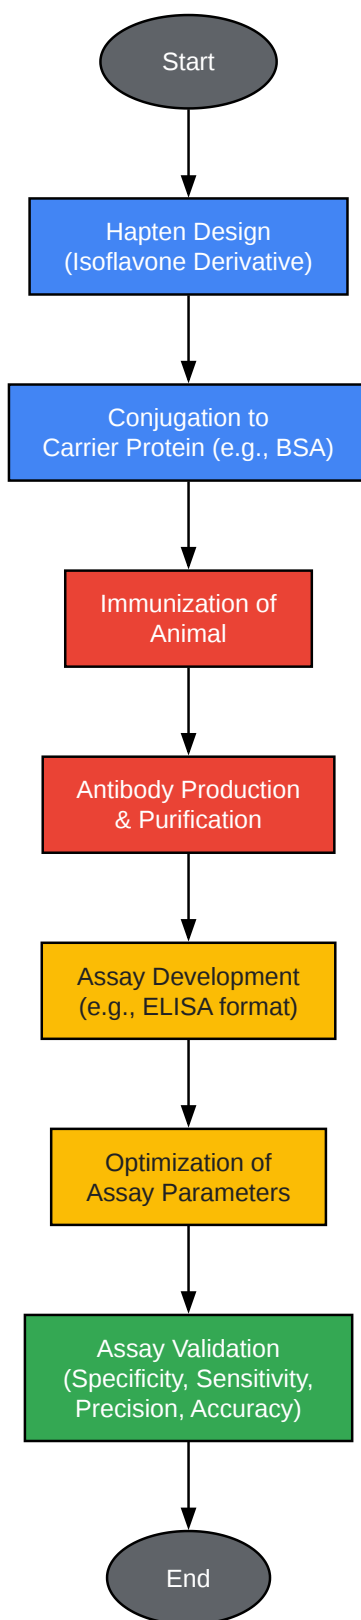 Start
Hapten Design
(Isoflavone Derivative)
Conjugation to
Carrier Protein (e.g., BSA)
Immunization of
Animal
Antibody Production
& Purification
Assay Development
(e.g., ELISA format)
Optimization of
Assay Parameters
Assay Validation
(Specificity, Sensitivity,
Precision, Accuracy)
End